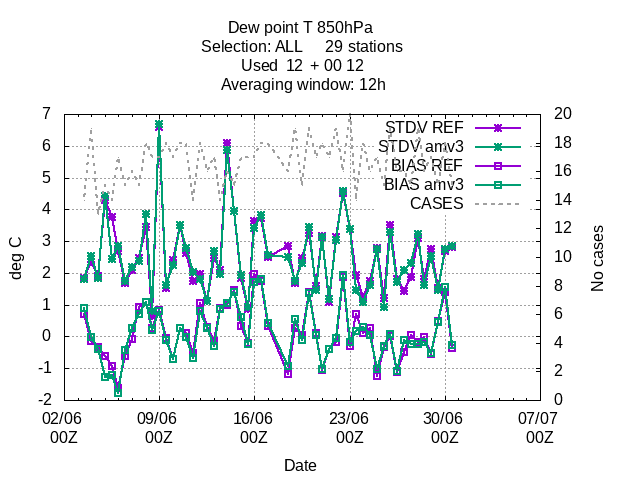 Dew point T 850hPa
Selection: ALL 29 stations
Used 12 + 00 12
Averaging window: 12h
7
6
5
4
3
2
1
0
-1
-2
deg C
20
18
16
14
12
10
8
6
4
2
0
No cases
STDV REF
STDV amv3
BIAS REF
BIAS amv3
CASES
02/06 09/06 16/06 23/06 30/06 07/07
00Z 00Z 00Z 00Z 00Z 00Z
Date